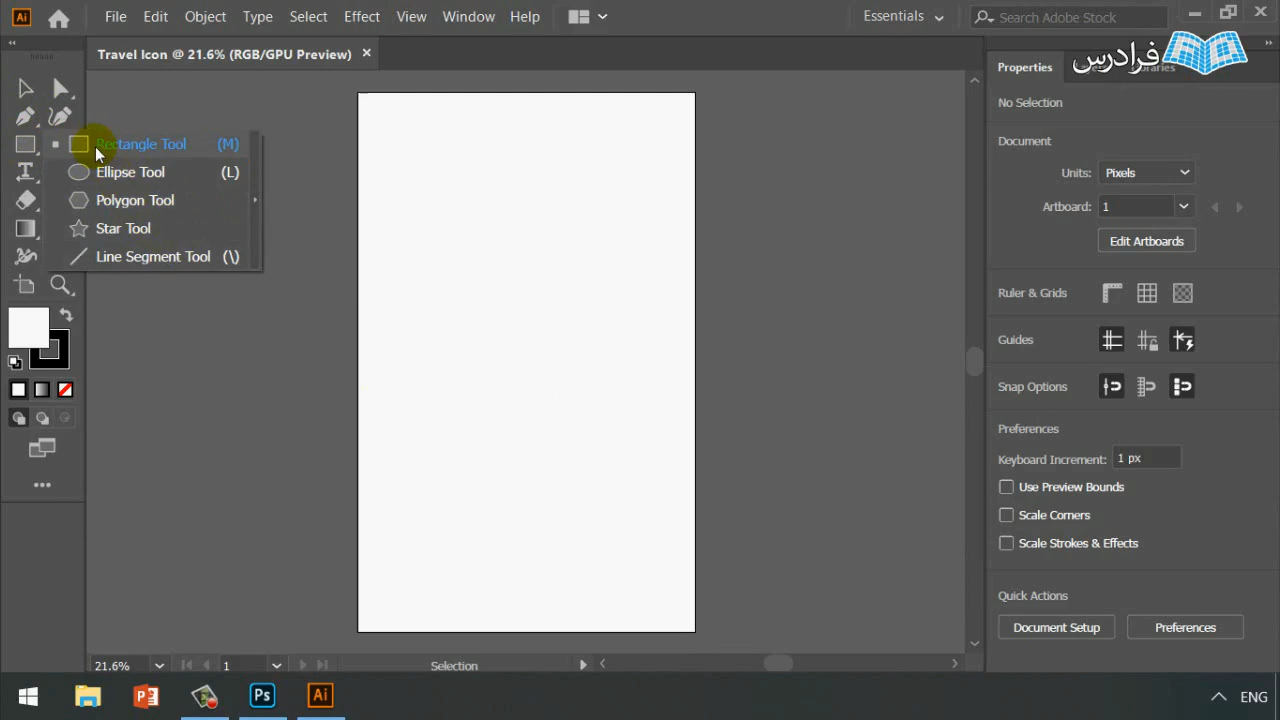 Ai File Edit Object Type Select Effect View Window Help Essentials Search Adobe Stock
Travel Icon @ 21.6% (RGB/GPU Preview)
فرادرس
Properties
No Selection
Document
Units: Pixels
Artboard: 1
Edit Artboards
Ruler & Grids
Guides
Snap Options
Preferences
Keyboard Increment: 1 px
Use Preview Bounds
Scale Corners
Scale Strokes & Effects
Quick Actions
Document Setup Preferences
Rectangle Tool (M)
Ellipse Tool (L)
Polygon Tool
Star Tool
Line Segment Tool (\)
21.6% 1 Selection
Ps Ai ENG